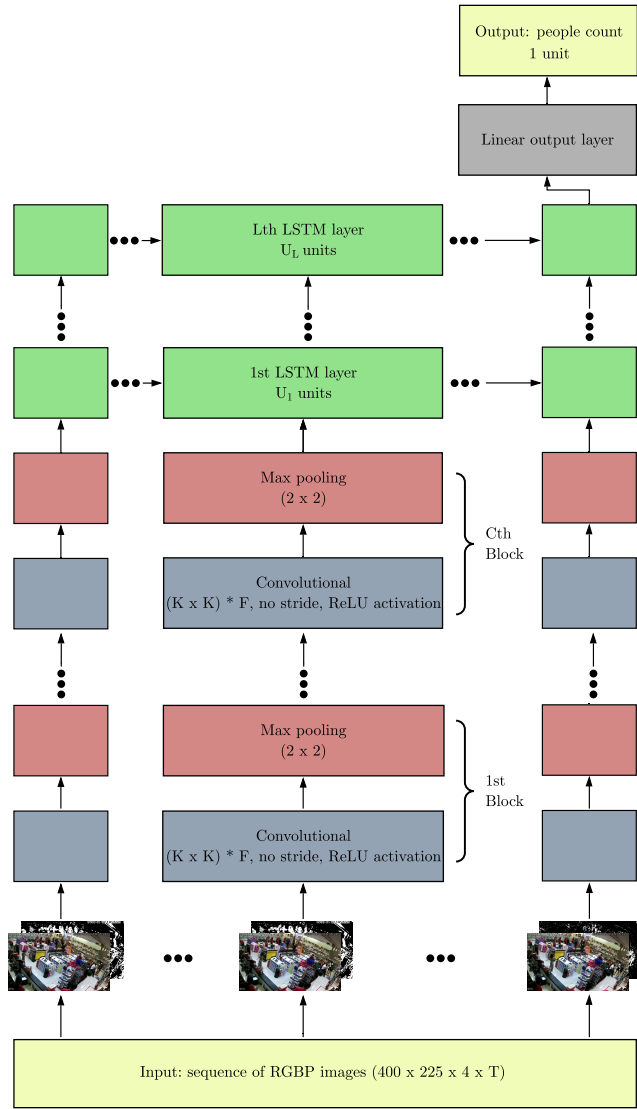 Output: people count
1 unit
Linear output layer
Lth LSTM layer
U_L units
1st LSTM layer
U_1 units
Max pooling
(2 x 2)
Cth
Block
Convolutional
(K x K) * F, no stride, ReLU activation
Max pooling
(2 x 2)
1st
Block
Convolutional
(K x K) * F, no stride, ReLU activation
Input: sequence of RGBP images (400 x 225 x 4 x T)